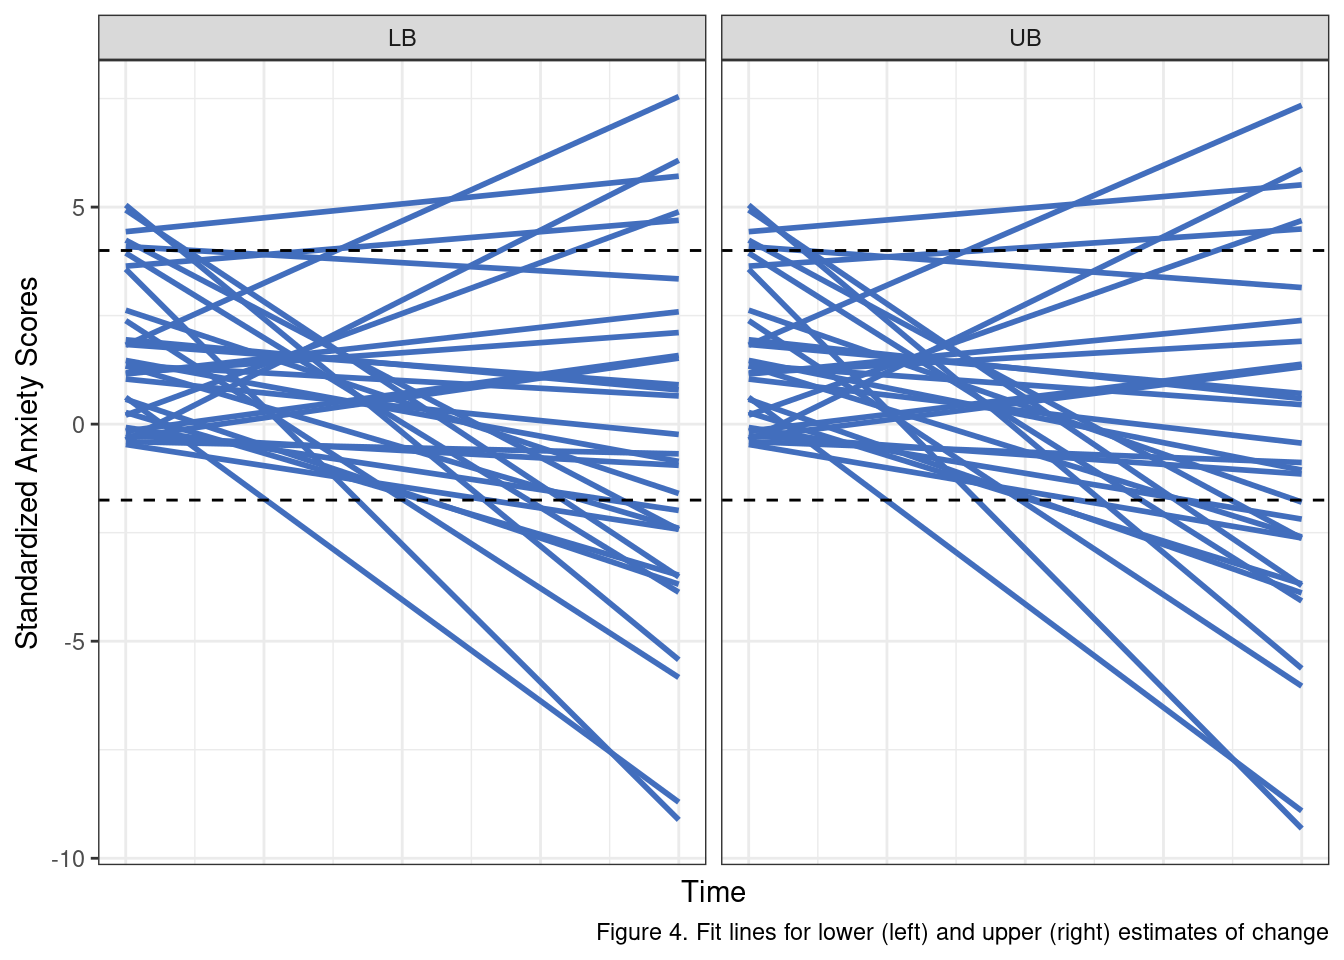 LB
UB
5
0
-5
-10
Standardized Anxiety Scores
Time
Figure 4. Fit lines for lower (left) and upper (right) estimates of change